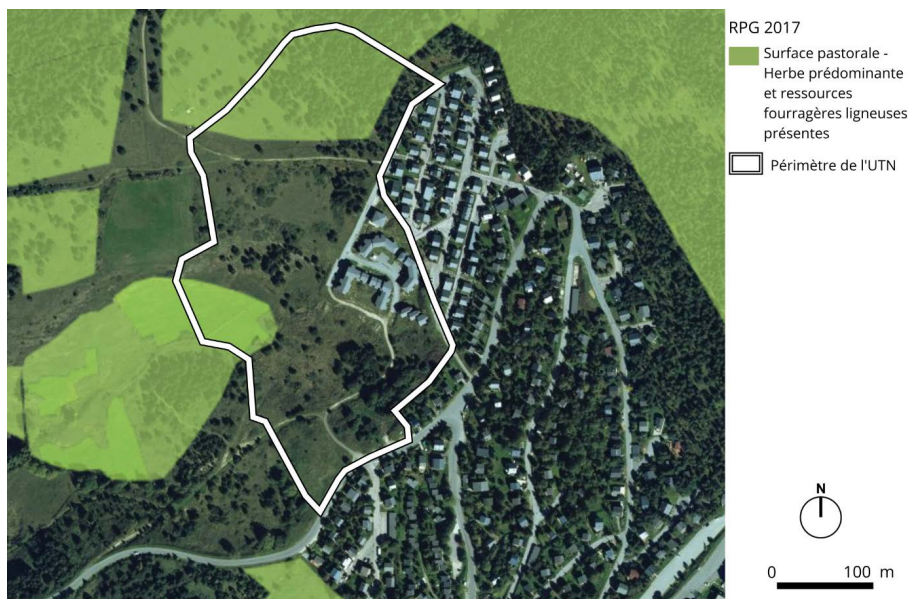 RPG 2017
Surface pastorale -
Herbe prédominante
et ressources
fourragères ligneuses
présentes
Périmètre de l'UTN
N
0 100 m